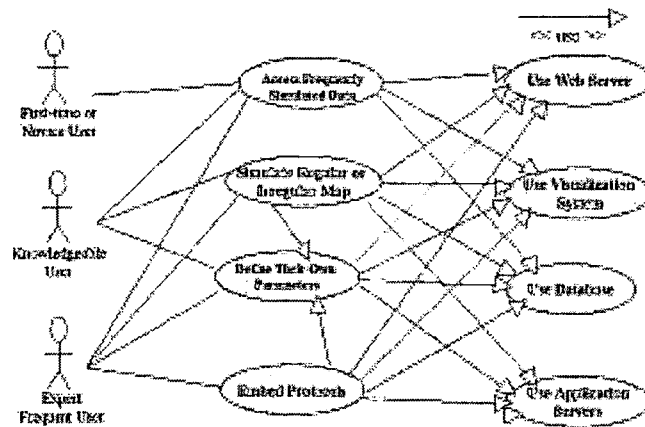 << use >>
Access Frequently
Simulated Data
Use Web Server
First-time or
Novice User
Simulate Regular or
Irregular Map
Use Visualization
System
Knowledgeable
User
Define Their Own
Parameters
Use Database
Embed Protocols
Use Application
Servers
Expert
Frequent User